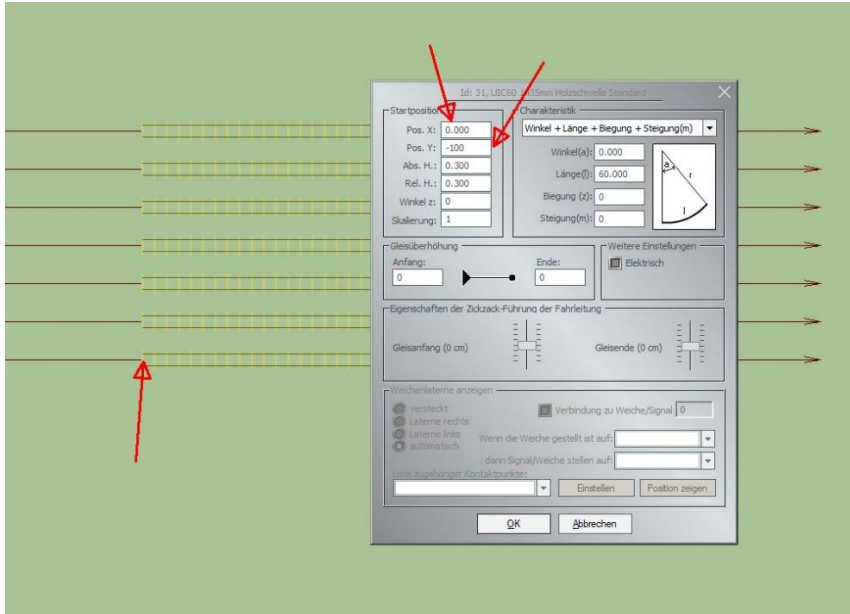 Id: 31, UIC60 1435mm Holzschwelle Standard
Startposition
Pos. X: 0.000
Pos. Y: -100
Abs. H.: 0.300
Rel. H.: 0.300
Winkel z: 0
Skalierung: 1
Charakteristik
Winkel + Länge + Biegung + Steigung(m)
Winkel(a): 0.000
Länge(l): 60.000
Biegung (z): 0
Steigung(m): 0
a
r
l
Gleisüberhöhung
Anfang: Ende:
0 0
Weitere Einstellungen
Elektrisch
Eigenschaften der Zickzack-Führung der Fahrleitung
Gleisanfang (0 cm) Gleisende (0 cm)
Weichenlaterne anzeigen
versteckt
Laterne rechts
Laterne links
automatisch
Verbindung zu Weiche/Signal 0
Wenn die Weiche gestellt ist auf:
dann Signal/Weiche stellen auf:
Liste zugehöriger Kontaktpunkte:
Einstellen Position zeigen
OK Abbrechen